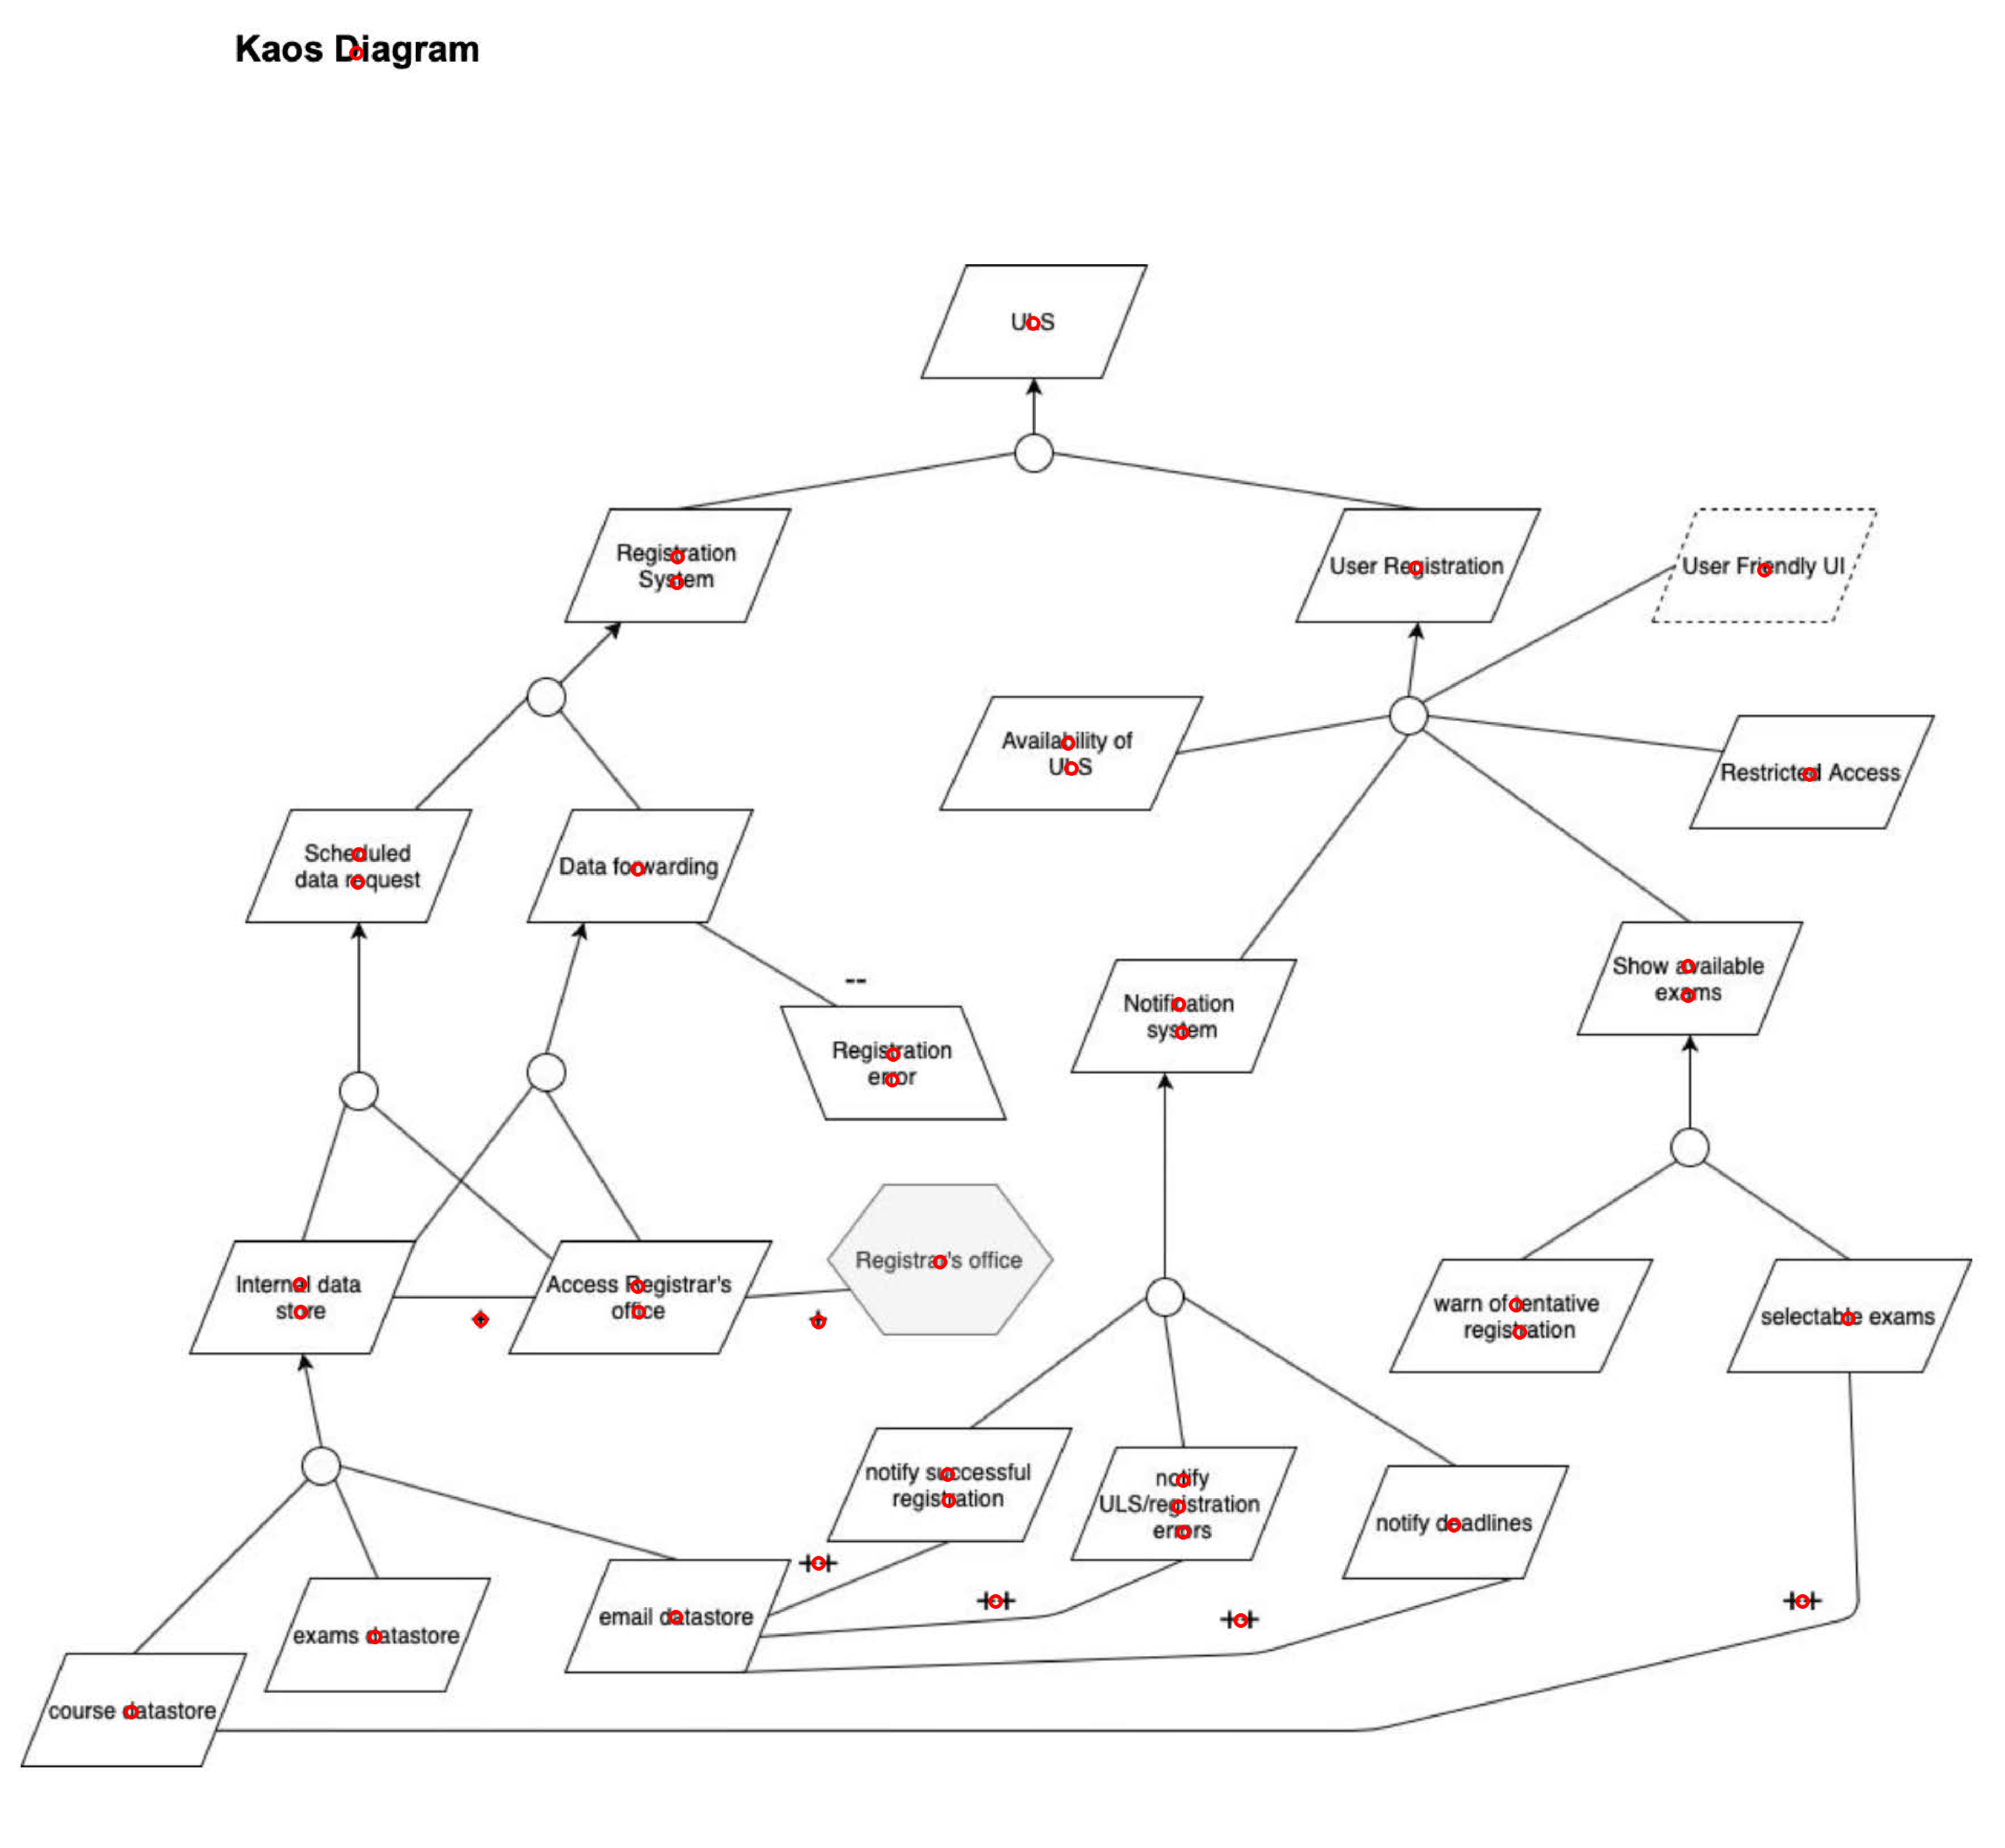 Kaos Diagram
ULS
Registration
System
User Registration
User Friendly UI
Availability of
ULS
Restricted Access
Scheduled
data request
Data forwarding
Show available
exams
--
Notification
system
Registration
error
Registrar's office
Internal data
store
Access Registrar's
office
+
+
warn of tentative
registration
selectable exams
notify successful
registration
notify
ULS/registration
errors
notify deadlines
++
++
++
++
email datastore
exams datastore
course datastore